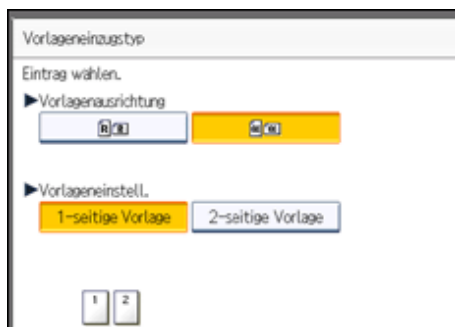 Vorlageneinzugstyp
Eintrag wählen.
►Vorlagenausrichtung
►Vorlageneinstell.
1-seitige Vorlage 2-seitige Vorlage
1 2